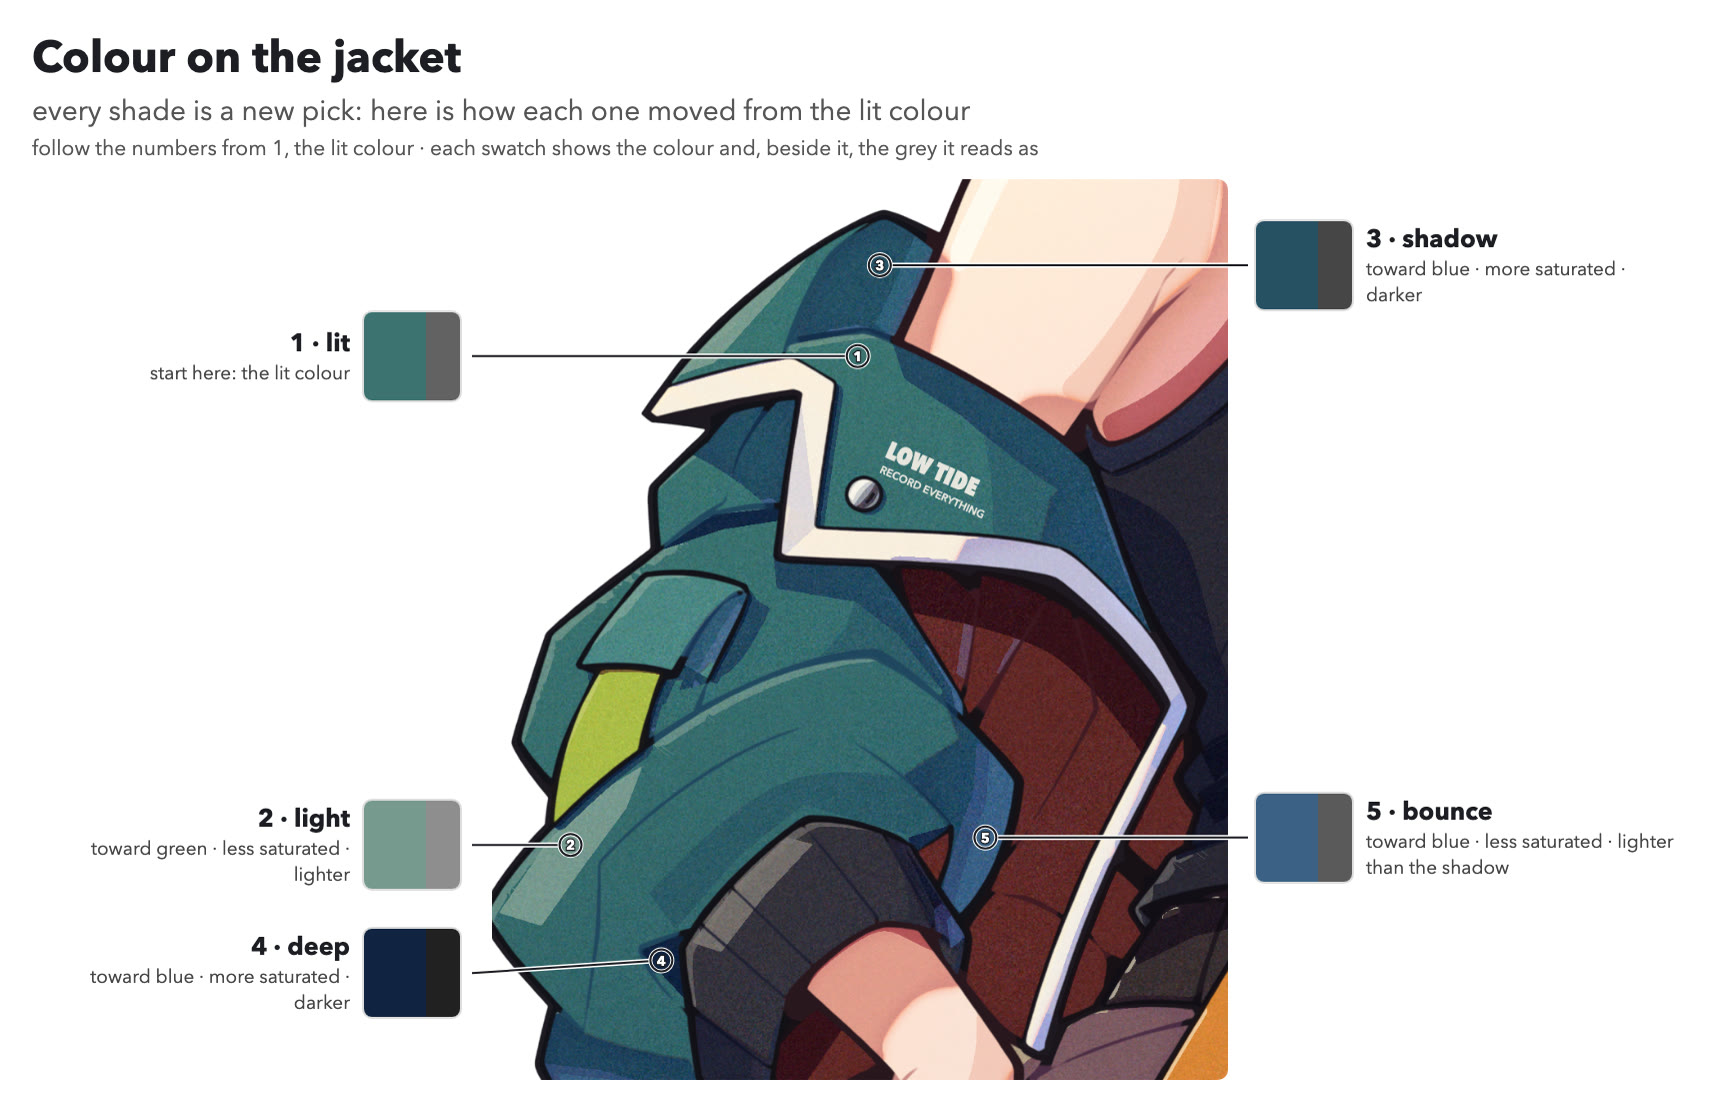 Colour on the jacket
every shade is a new pick: here is how each one moved from the lit colour
follow the numbers from 1, the lit colour · each swatch shows the colour and, beside it, the grey it reads as
3 · shadow
toward blue · more saturated ·
darker
3
1 · lit
start here: the lit colour
1
LOW TIDE
RECORD EVERYTHING
2 · light
toward green · less saturated ·
lighter
2
5 · bounce
toward blue · less saturated · lighter
than the shadow
5
4 · deep
toward blue · more saturated ·
darker
4